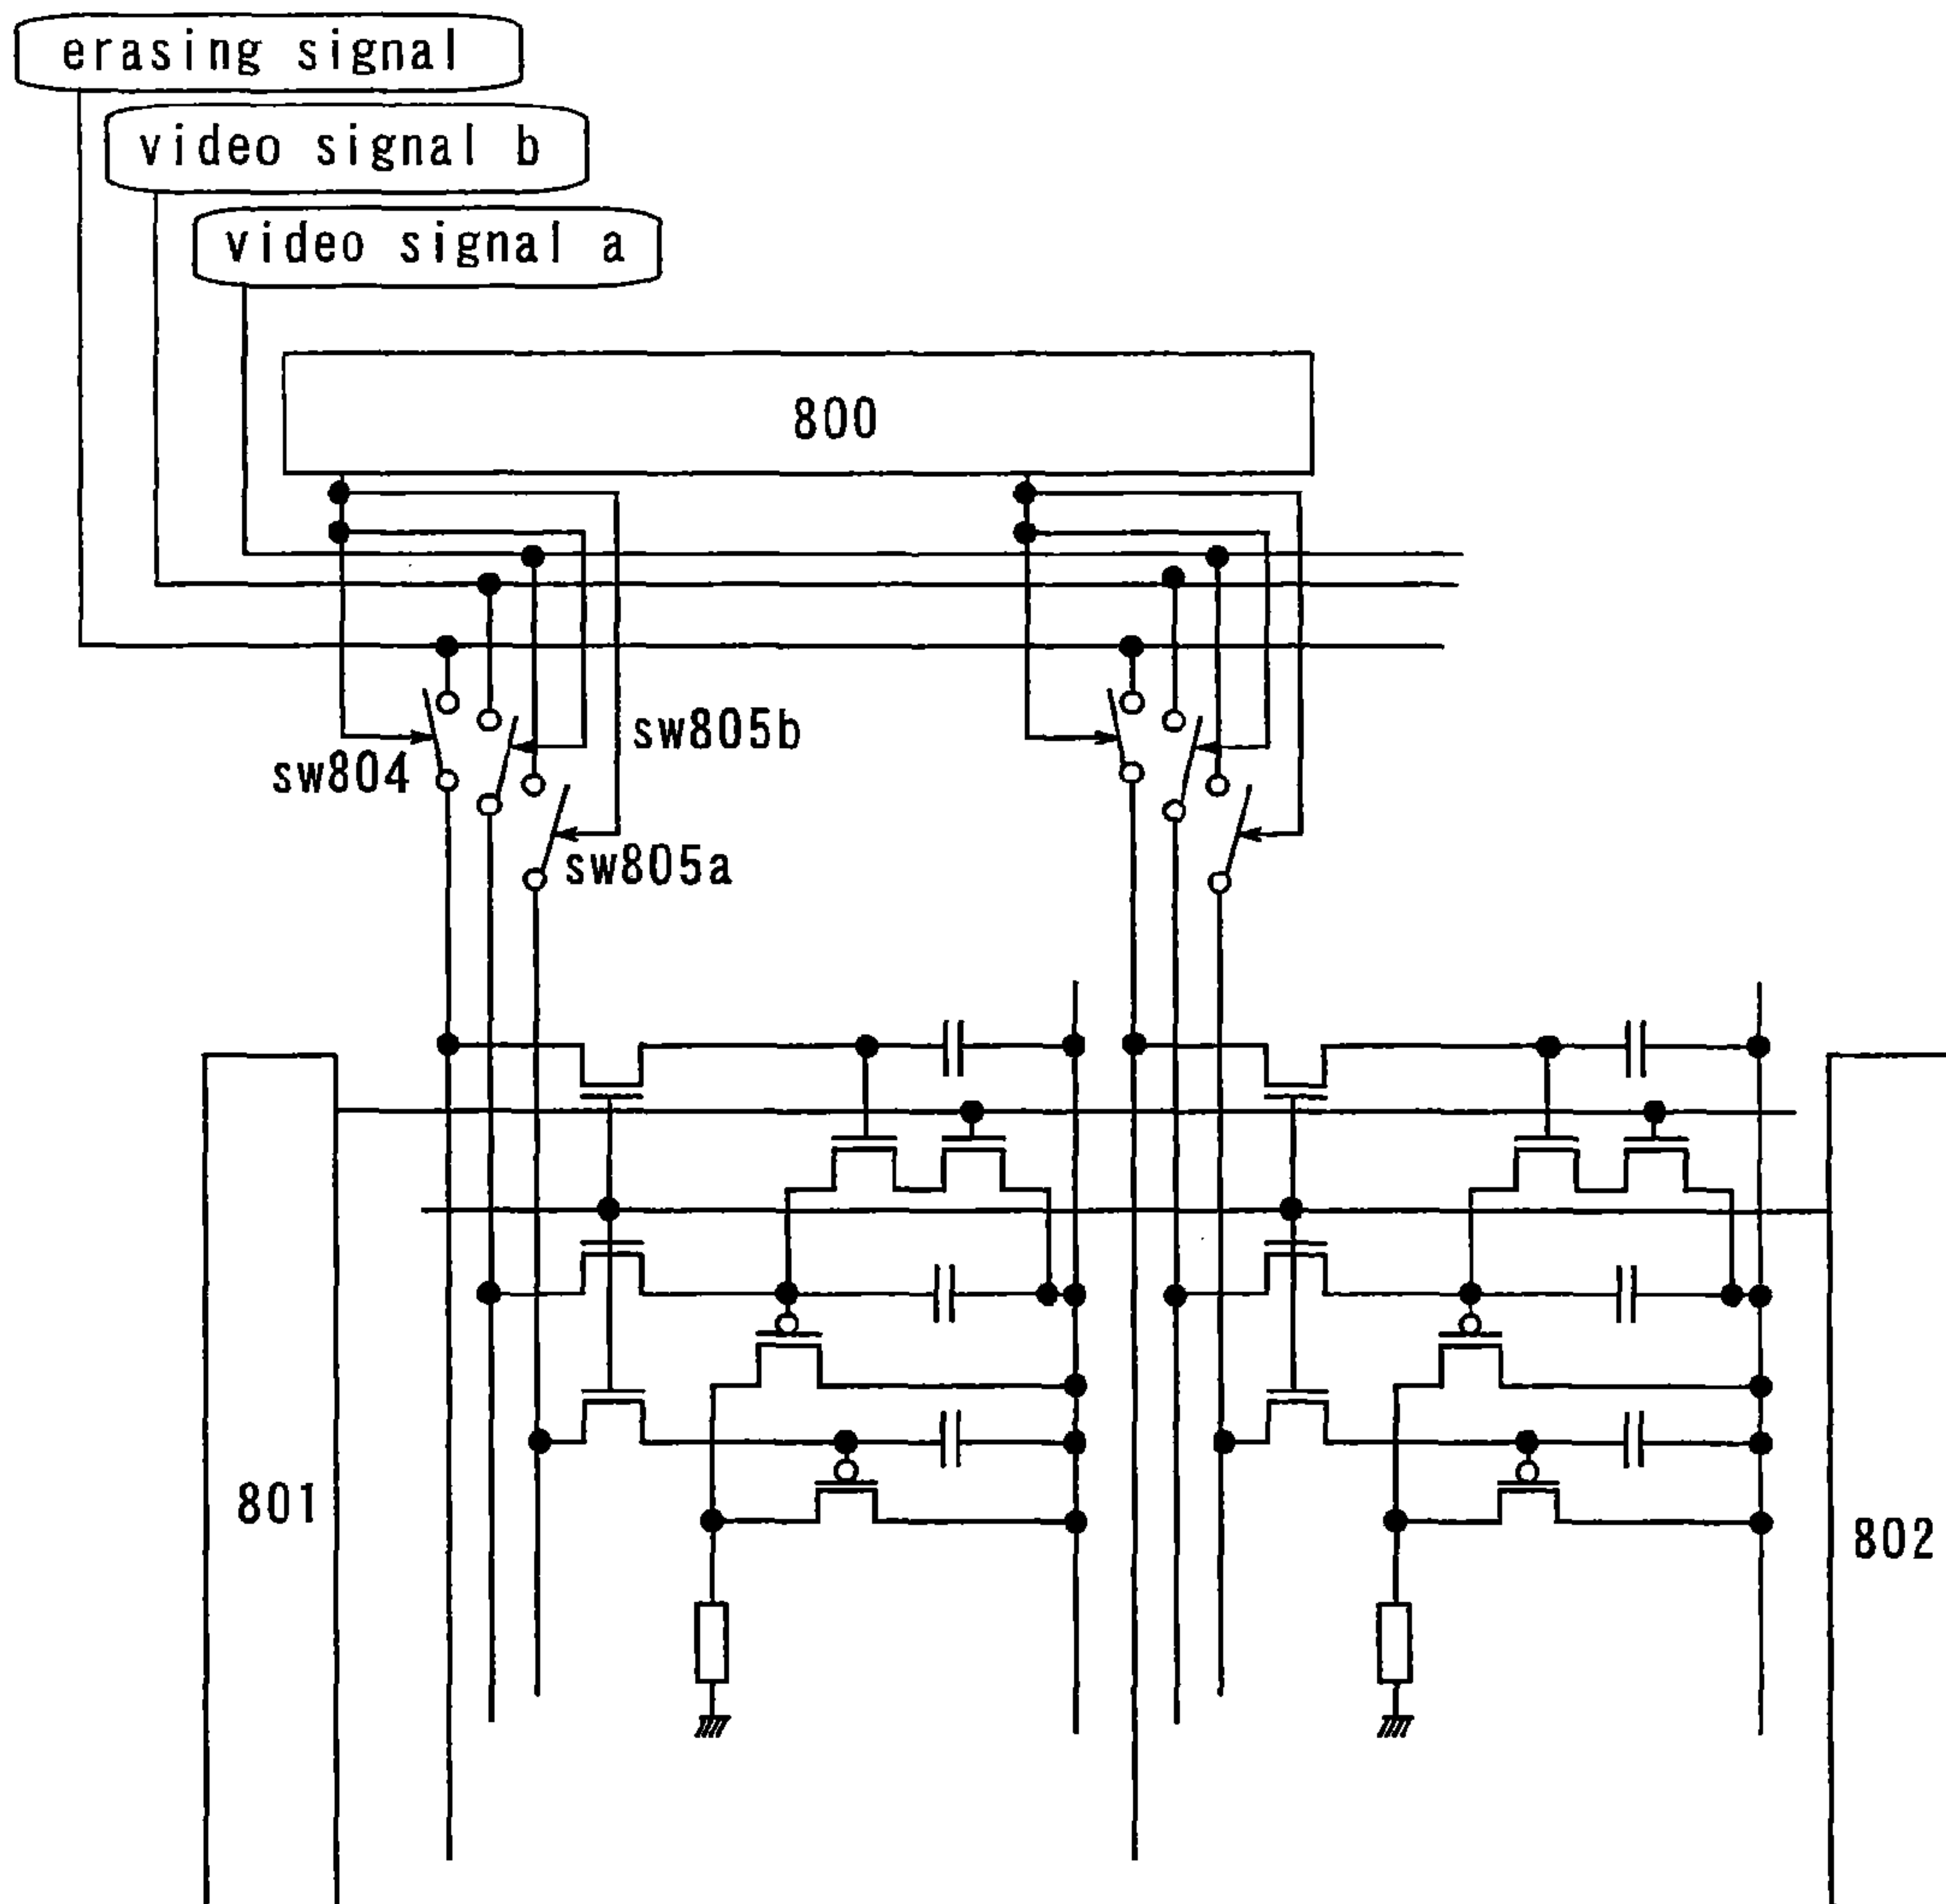 erasing signal
video signal b
video signal a
800
sw805b
sw804
sw805a
801
802